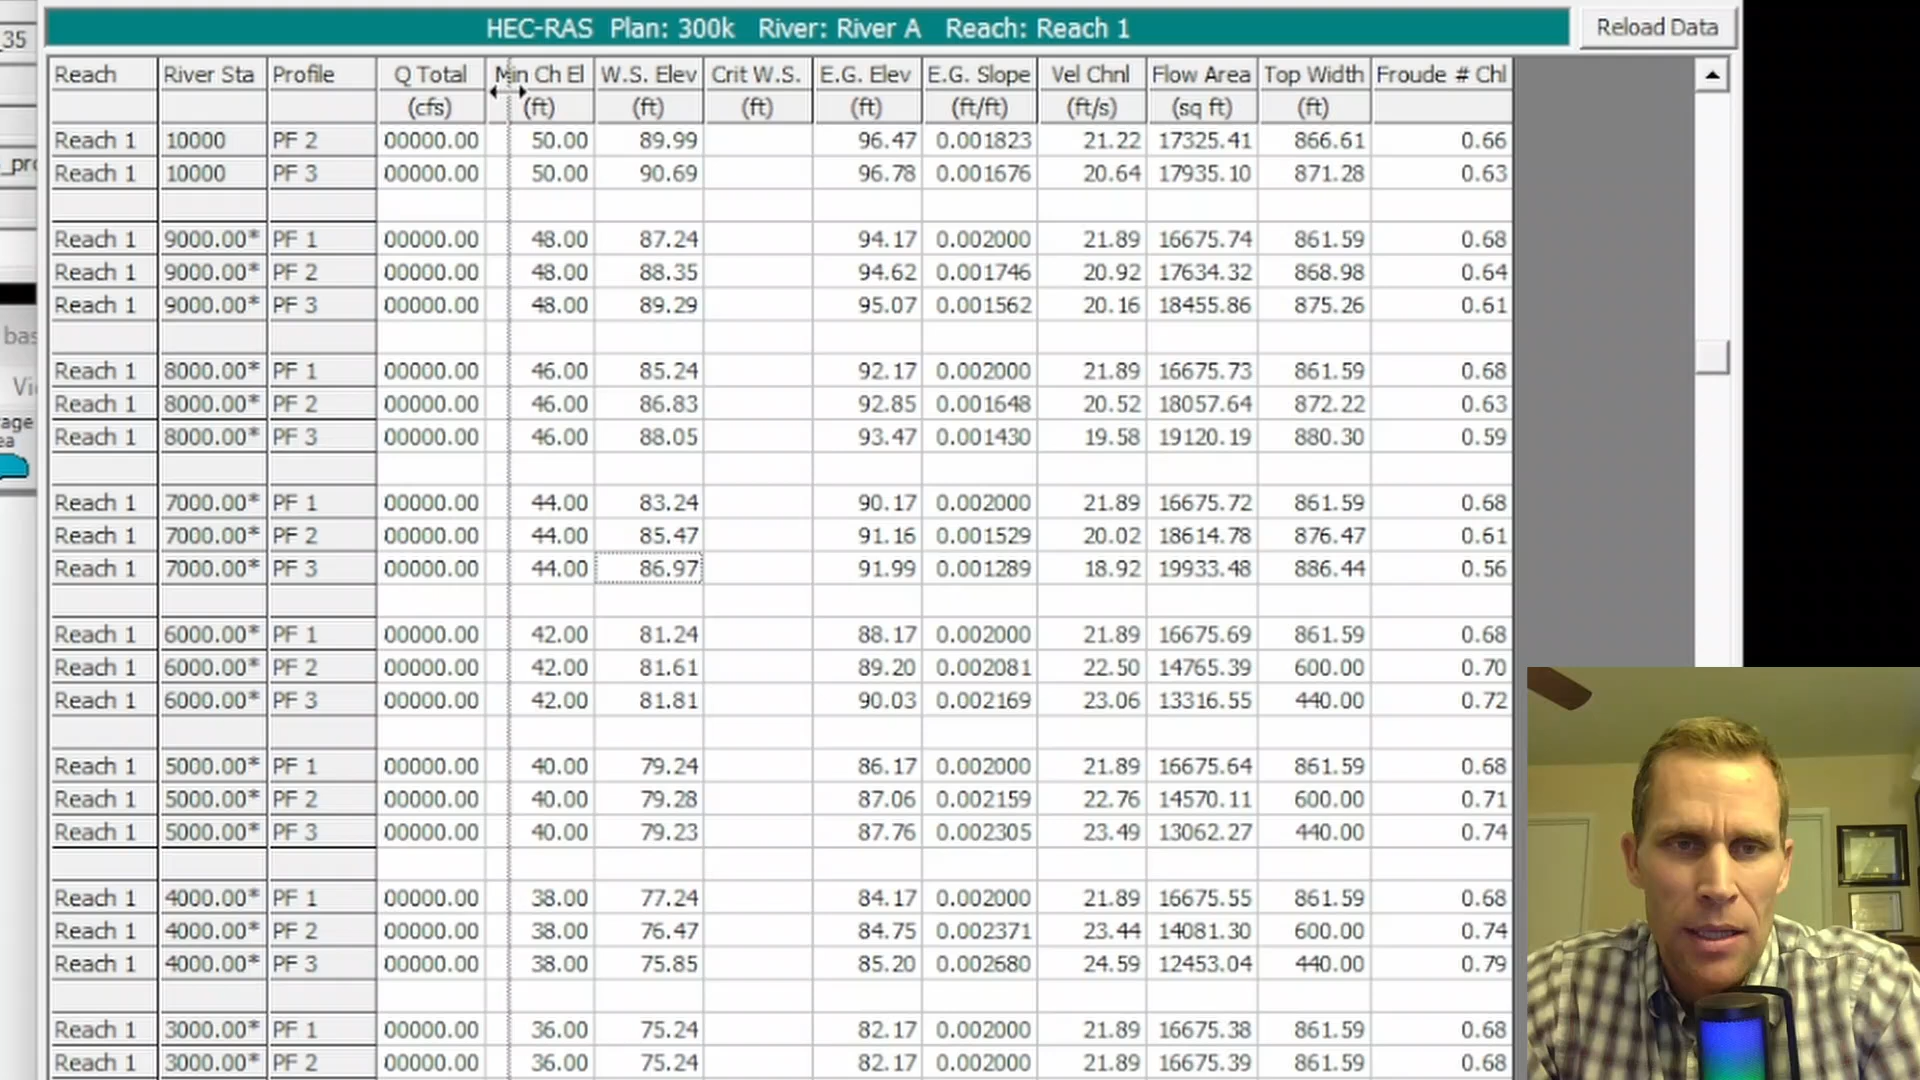 HEC-RAS Plan: 300k River: River A Reach: Reach 1
Reload Data
Reach River Sta Profile Q Total Min Ch El W.S. Elev Crit W.S. E.G. Elev E.G. Slope Vel Chnl Flow Area Top Width Froude # Chl
(cfs) (ft) (ft) (ft) (ft) (ft/ft) (ft/s) (sq ft) (ft)
Reach 1 10000 PF 2 00000.00 50.00 89.99 96.47 0.001823 21.22 17325.41 866.61 0.66
Reach 1 10000 PF 3 00000.00 50.00 90.69 96.78 0.001676 20.64 17935.10 871.28 0.63
Reach 1 9000.00* PF 1 00000.00 48.00 87.24 94.17 0.002000 21.89 16675.74 861.59 0.68
Reach 1 9000.00* PF 2 00000.00 48.00 88.35 94.62 0.001746 20.92 17634.32 868.98 0.64
Reach 1 9000.00* PF 3 00000.00 48.00 89.29 95.07 0.001562 20.16 18455.86 875.26 0.61
Reach 1 8000.00* PF 1 00000.00 46.00 85.24 92.17 0.002000 21.89 16675.73 861.59 0.68
Reach 1 8000.00* PF 2 00000.00 46.00 86.83 92.85 0.001648 20.52 18057.64 872.22 0.63
Reach 1 8000.00* PF 3 00000.00 46.00 88.05 93.47 0.001430 19.58 19120.19 880.30 0.59
Reach 1 7000.00* PF 1 00000.00 44.00 83.24 90.17 0.002000 21.89 16675.72 861.59 0.68
Reach 1 7000.00* PF 2 00000.00 44.00 85.47 91.16 0.001529 20.02 18614.78 876.47 0.61
Reach 1 7000.00* PF 3 00000.00 44.00 86.97 91.99 0.001289 18.92 19933.48 886.44 0.56
Reach 1 6000.00* PF 1 00000.00 42.00 81.24 88.17 0.002000 21.89 16675.69 861.59 0.68
Reach 1 6000.00* PF 2 00000.00 42.00 81.61 89.20 0.002081 22.50 14765.39 600.00 0.70
Reach 1 6000.00* PF 3 00000.00 42.00 81.81 90.03 0.002169 23.06 13316.55 440.00 0.72
Reach 1 5000.00* PF 1 00000.00 40.00 79.24 86.17 0.002000 21.89 16675.64 861.59 0.68
Reach 1 5000.00* PF 2 00000.00 40.00 79.28 87.06 0.002159 22.76 14570.11 600.00 0.71
Reach 1 5000.00* PF 3 00000.00 40.00 79.23 87.76 0.002305 23.49 13062.27 440.00 0.74
Reach 1 4000.00* PF 1 00000.00 38.00 77.24 84.17 0.002000 21.89 16675.55 861.59 0.68
Reach 1 4000.00* PF 2 00000.00 38.00 76.47 84.75 0.002371 23.44 14081.30 600.00 0.74
Reach 1 4000.00* PF 3 00000.00 38.00 75.85 85.20 0.002680 24.59 12453.04 440.00 0.79
Reach 1 3000.00* PF 1 00000.00 36.00 75.24 82.17 0.002000 21.89 16675.38 861.59 0.68
Reach 1 3000.00* PF 2 00000.00 36.00 75.24 82.17 0.002000 21.89 16675.39 861.59 0.68
_35
_pro
bas
Vi
age
ea